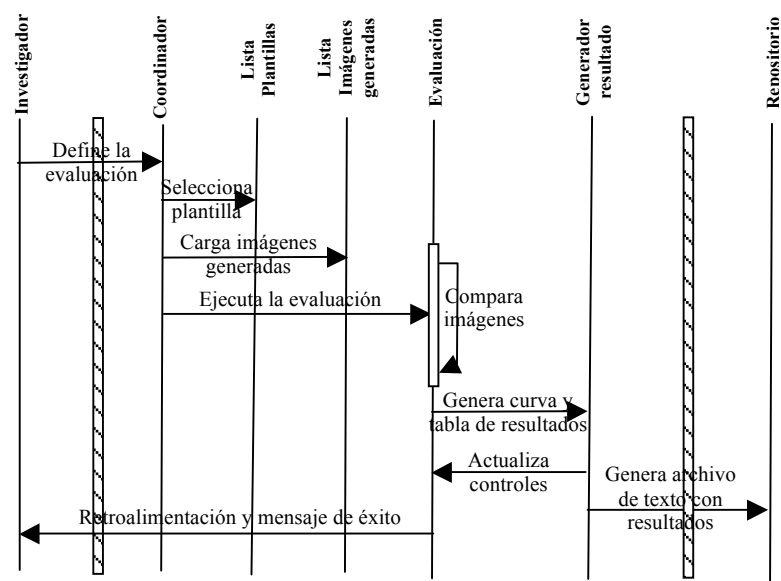 Investigador
Coordinador
Lista
Plantillas
Lista
Imágenes
generadas
Evaluación
Generador
resultado
Repositorio
Define la
evaluación
Selecciona
plantilla
Carga imágenes
generadas
Ejecuta la evaluación
Compara
imágenes
Genera curva y
tabla de resultados
Actualiza
controles
Genera archivo
de texto con
resultados
Retroalimentación y mensaje de éxito